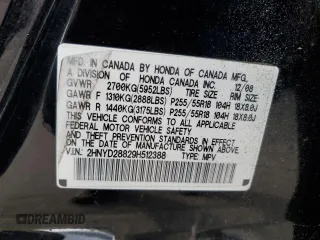 MFD. IN CANADA BY HONDA OF CANADA MFG.,
A DIVISION OF HONDA CANADA INC. 12/08
GVWR 2700KG(5952LBS) TIRE SIZE RIM SIZE
GAWR F 1310KG(2888LBS) P255/55R18 104H 18X8.0J
GAWR R 1440KG(3175LBS) P255/55R18 104H 18X8.0J
THIS VEHICLE CONFORMS TO ALL APPLICABLE
FEDERAL MOTOR VEHICLE SAFETY
AND THEFT PREVENTION STANDARDS IN EFFECT
ON THE DATE OF MANUFACTURE SHOWN ABOVE.
V.I.N: 2HNYD28829H512388 TYPE: MPV
DREAMBID